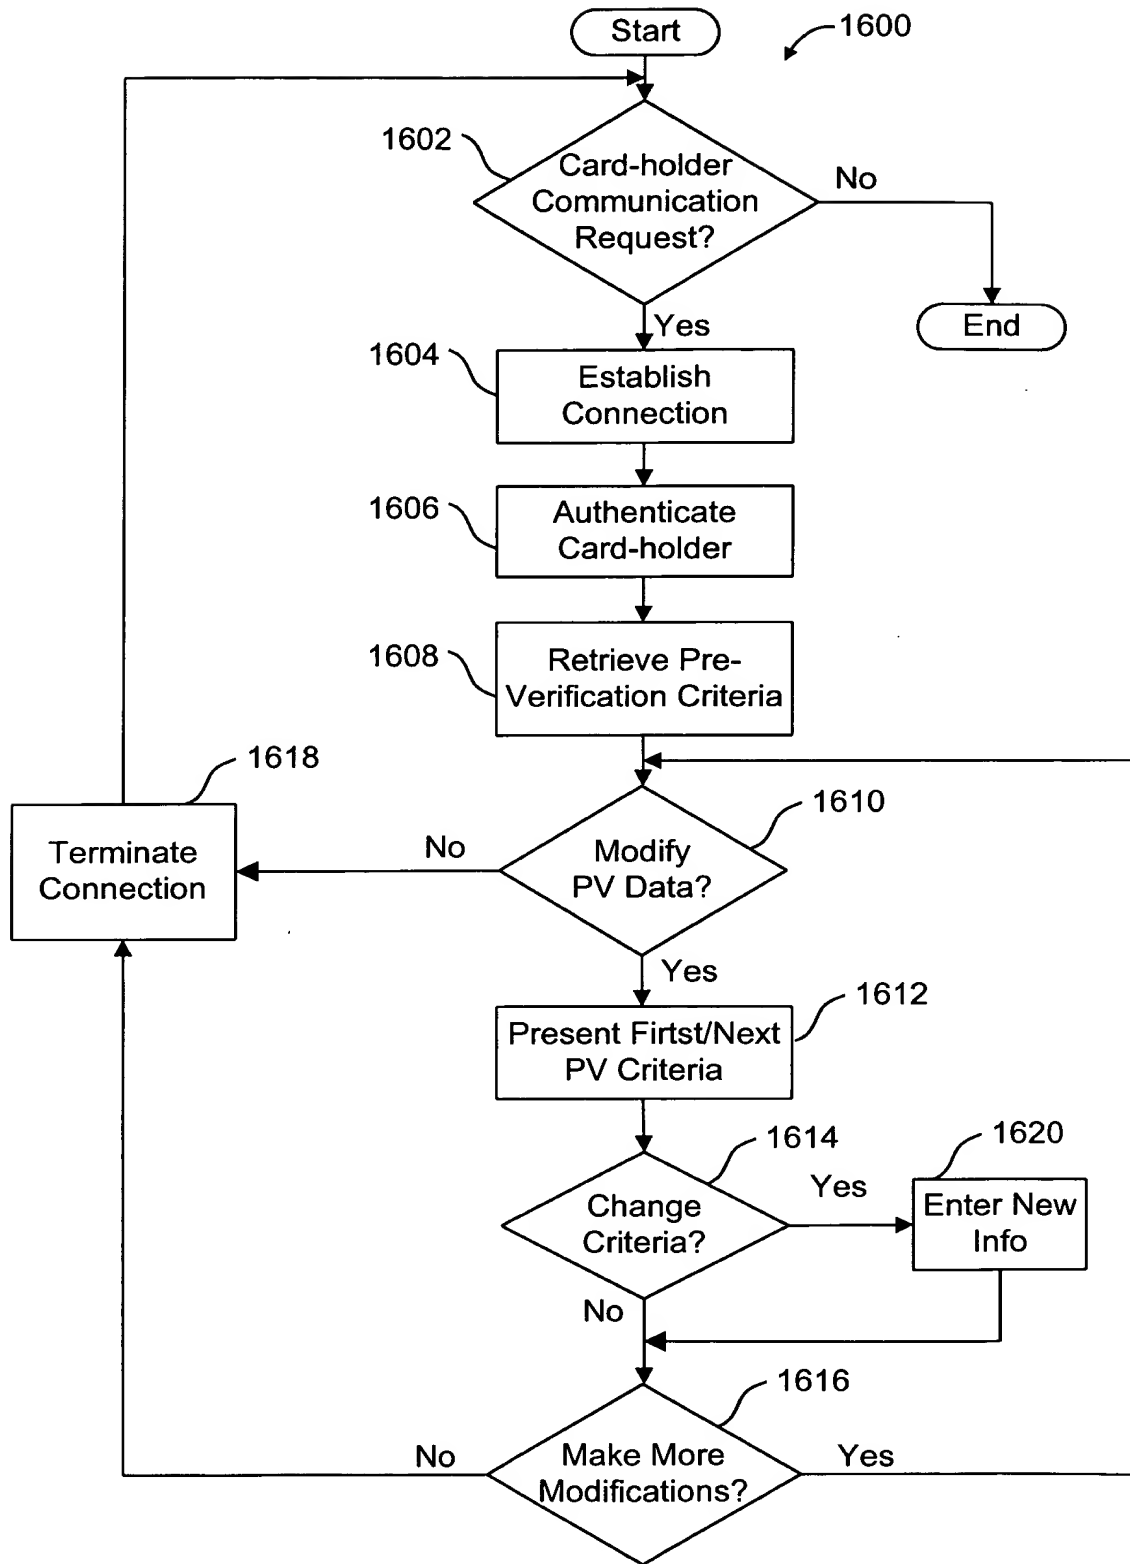 Start
1600
1602
Card-holder
Communication
Request?
No
End
Yes
1604
Establish
Connection
1606
Authenticate
Card-holder
1608
Retrieve Pre-
Verification Criteria
1618
Terminate
Connection
No
1610
Modify
PV Data?
Yes
1612
Present Firtst/Next
PV Criteria
1614
Change
Criteria?
Yes
1620
Enter New
Info
No
1616
No
Make More
Modifications?
Yes